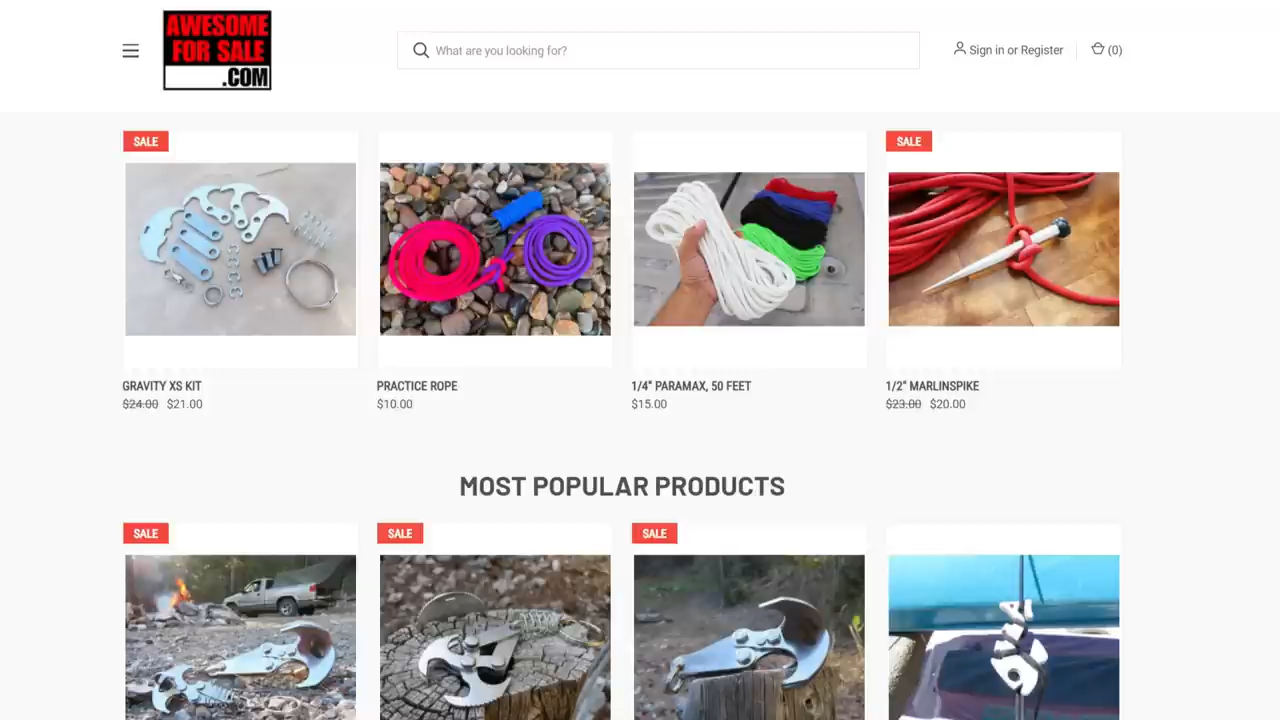 AWESOME
FOR SALE
.COM
What are you looking for?
Sign in or Register
(0)
SALE
SALE
GRAVITY XS KIT
PRACTICE ROPE
1/4" PARAMAX, 50 FEET
1/2" MARLINSPIKE
$24.00 $21.00
$10.00
$15.00
$23.00 $20.00
MOST POPULAR PRODUCTS
SALE
SALE
SALE